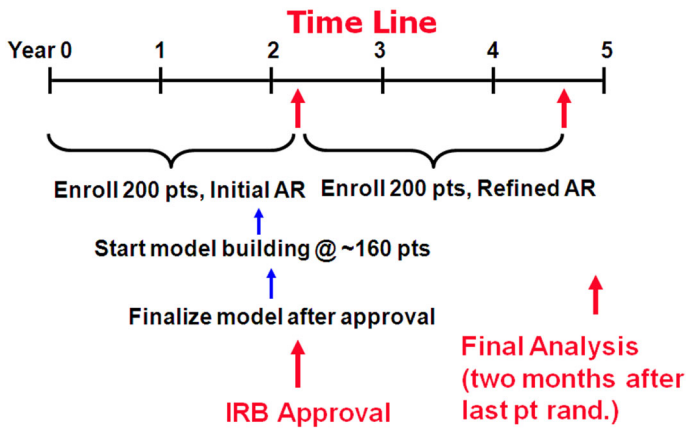 Time Line
Year 0 1 2 3 4 5
Enroll 200 pts, Initial AR Enroll 200 pts, Refined AR
Start model building @ ~160 pts
Finalize model after approval
IRB Approval
Final Analysis
(two months after
last pt rand.)